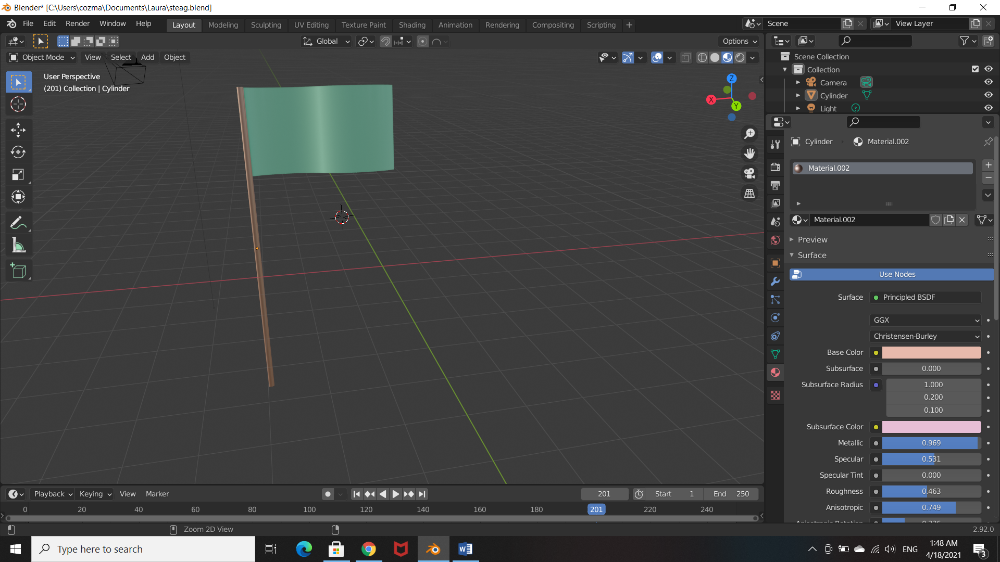 Blender* [C:\Users\cozma\Documents\Laura\steag.blend]
File Edit Render Window Help
Layout Modeling Sculpting UV Editing Texture Paint Shading Animation Rendering Compositing Scripting +
Scene
View Layer
Global
Options
Object Mode View Select Add Object
User Perspective
(201) Collection | Cylinder
Z
X
Y
Scene Collection
Collection
Camera
Cylinder
Light
Cylinder Material.002
Material.002
Material.002
Preview
Surface
Use Nodes
Surface Principled BSDF
GGX
Christensen-Burley
Base Color
Subsurface 0.000
Subsurface Radius 1.000
0.200
0.100
Subsurface Color
Metallic 0.969
Specular 0.531
Specular Tint 0.000
Roughness 0.463
Anisotropic 0.749
Playback Keying View Marker
201 Start 1 End 250
0 20 40 60 80 100 120 140 160 180 201 220 240
Zoom 2D View
2.92.0
Type here to search
ENG
1:48 AM
4/18/2021
3